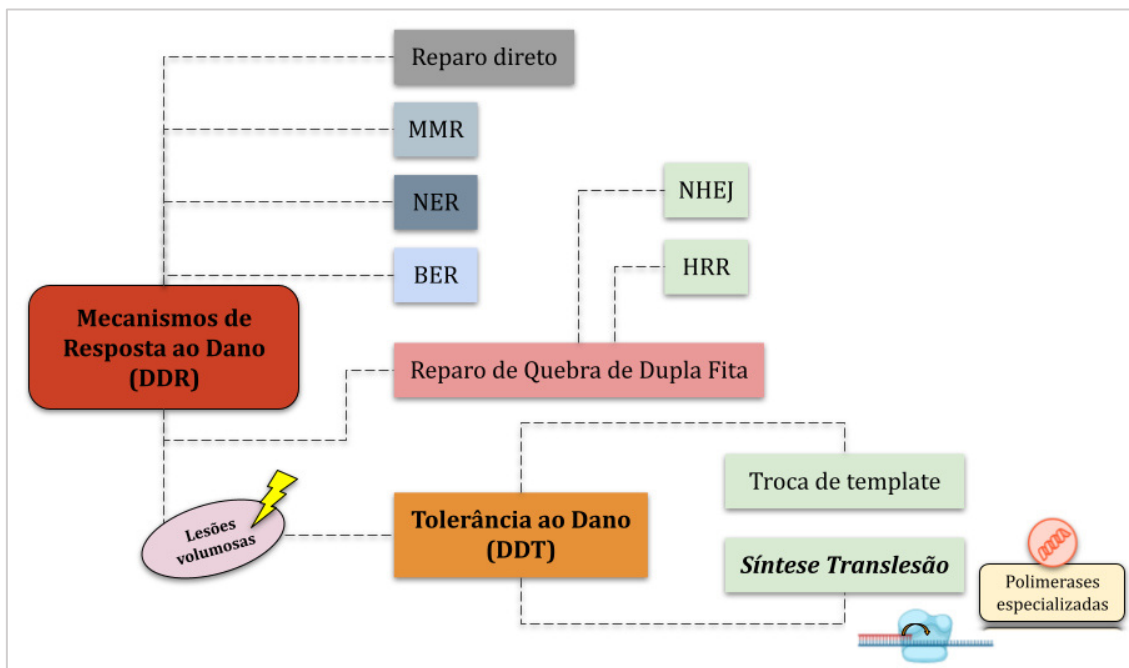 Reparo direto
MMR
NER
BER
NHEJ
HRR
Mecanismos de
Resposta ao Dano
(DDR)
Reparo de Quebra de Dupla Fita
Lesões
volumosas
Tolerância ao Dano
(DDT)
Troca de template
Síntese Translesão
Polimerases
especializadas